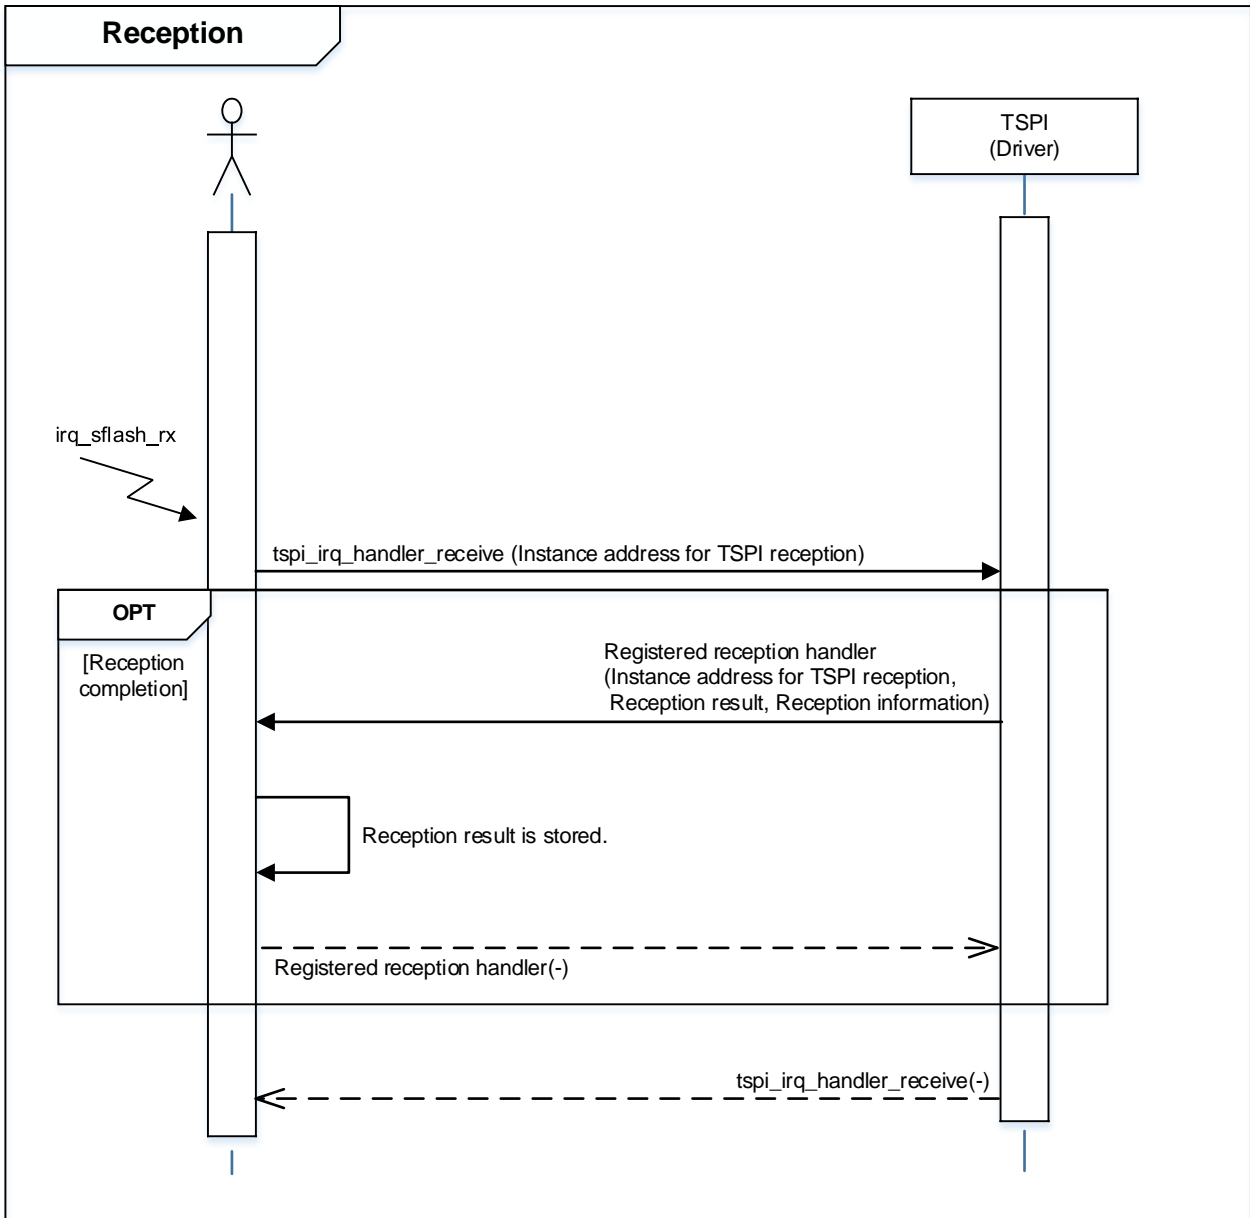 Reception
TSPI
(Driver)
irq_sflash_rx
tspi_irq_handler_receive (Instance address for TSPI reception)
OPT
[Reception
completion]
Registered reception handler
(Instance address for TSPI reception,
Reception result, Reception information)
Reception result is stored.
Registered reception handler(-)
tspi_irq_handler_receive(-)